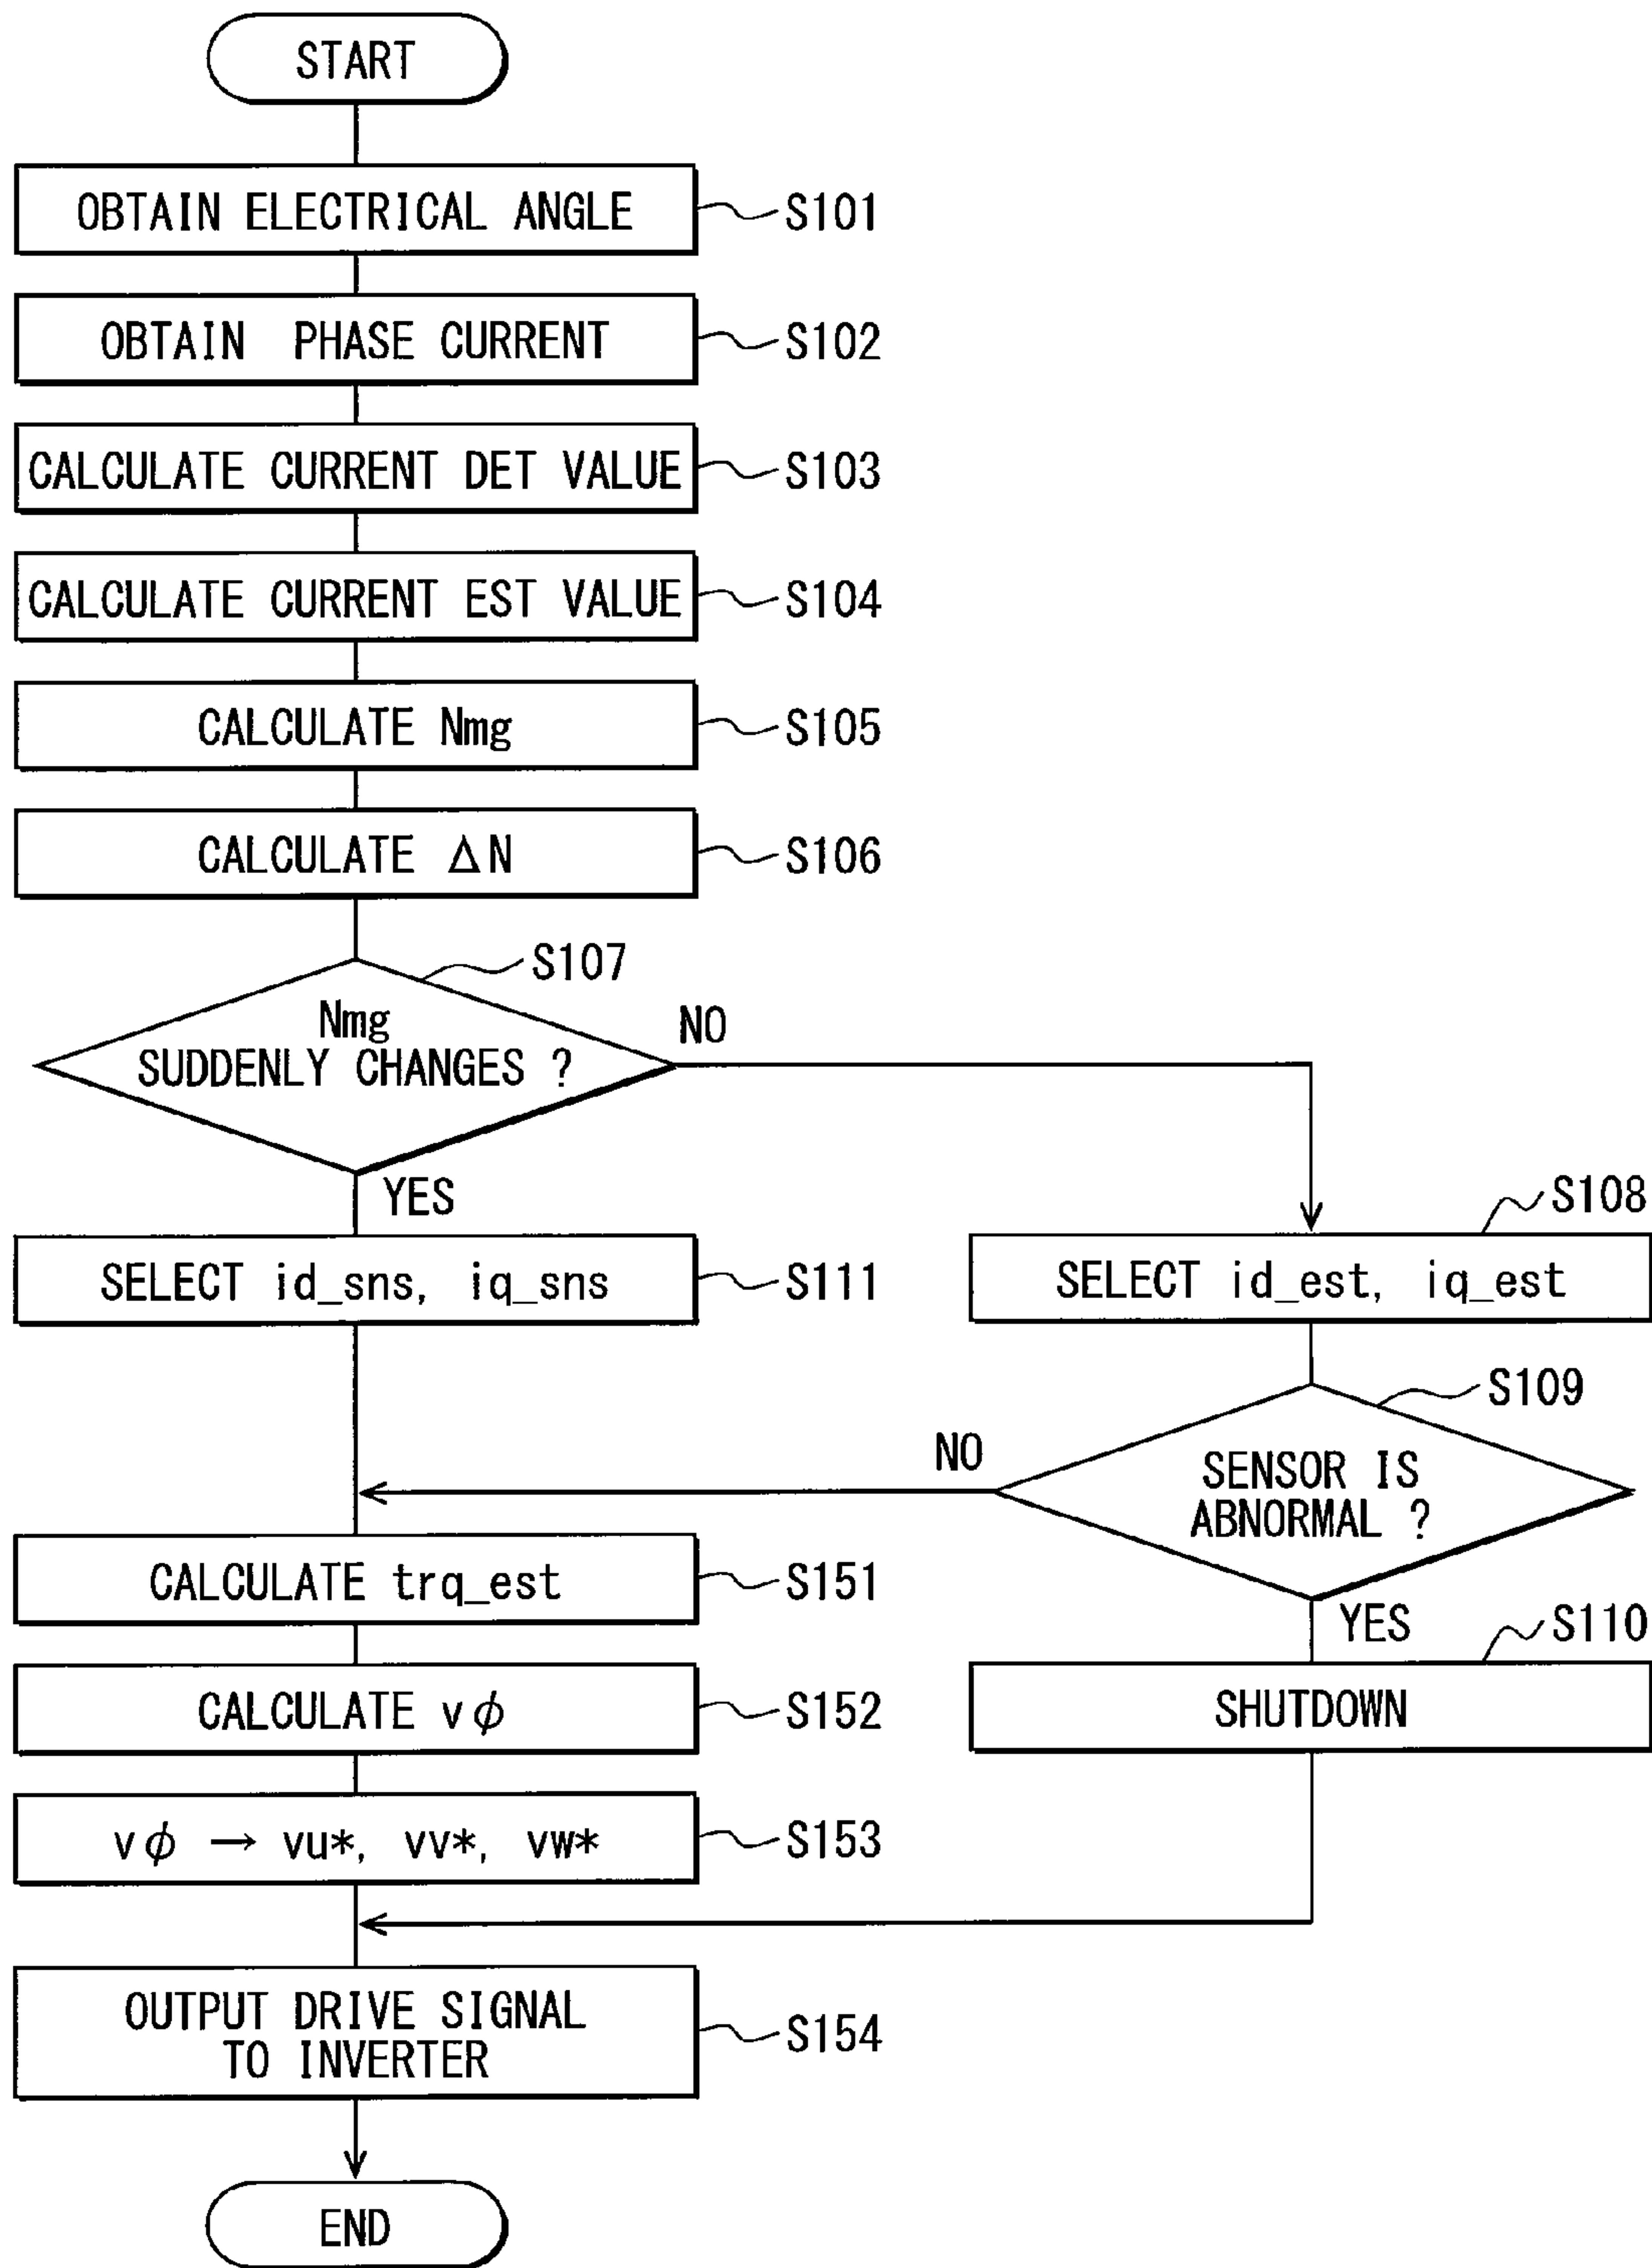 START
OBTAIN ELECTRICAL ANGLE
S101
OBTAIN PHASE CURRENT
S102
CALCULATE CURRENT DET VALUE
S103
CALCULATE CURRENT EST VALUE
S104
CALCULATE Nmg
S105
CALCULATE ΔN
S106
S107
Nmg
SUDDENLY CHANGES ?
NO
YES
SELECT id_sns, iq_sns
S111
S108
SELECT id_est, iq_est
S109
SENSOR IS
ABNORMAL ?
NO
YES
CALCULATE trq_est
S151
S110
SHUTDOWN
CALCULATE vϕ
S152
vϕ → vu*, vv*, vw*
S153
OUTPUT DRIVE SIGNAL
TO INVERTER
S154
END